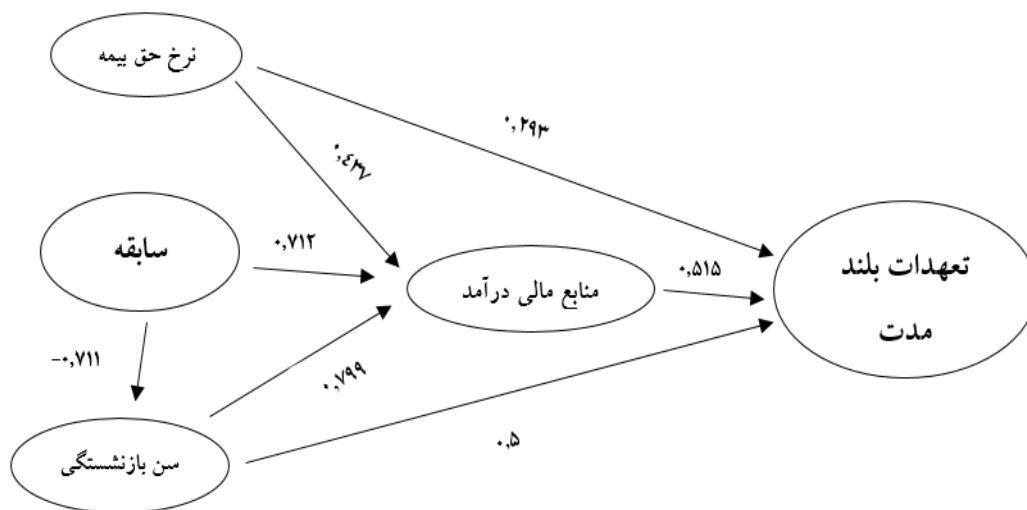 نرخ حق بیمه
۰٫۲۹۳
۰٫٤۳۷
سابقه
۰٫۷۱۲
تعهدات بلند
مدت
منابع مالی درآمد
۰٫۵۱۵
-۰٫۷۱۱
۰٫۷۹۹
۰٫۵
سن بازنشستگی